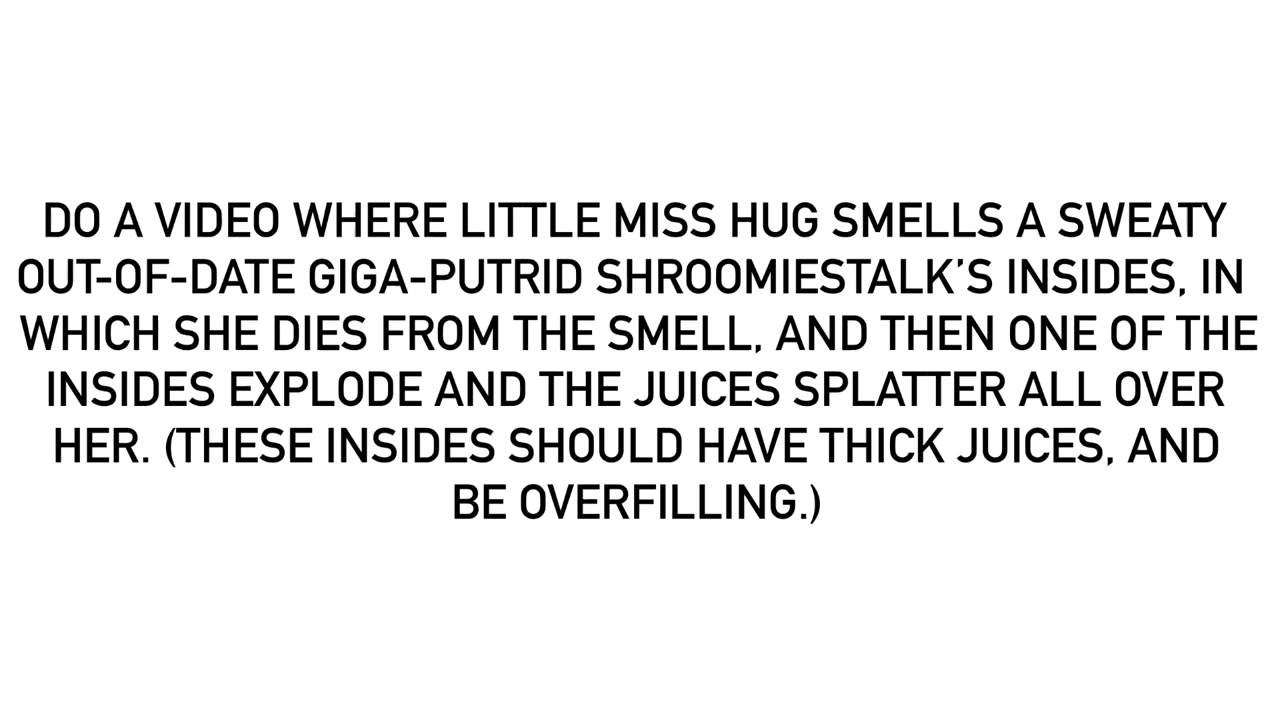 DO A VIDEO WHERE LITTLE MISS HUG SMELLS A SWEATY
OUT-OF-DATE GIGA-PUTRID SHROOMIESTALK’S INSIDES, IN
WHICH SHE DIES FROM THE SMELL, AND THEN ONE OF THE
INSIDES EXPLODE AND THE JUICES SPLATTER ALL OVER
HER. (THESE INSIDES SHOULD HAVE THICK JUICES, AND
BE OVERFILLING.)